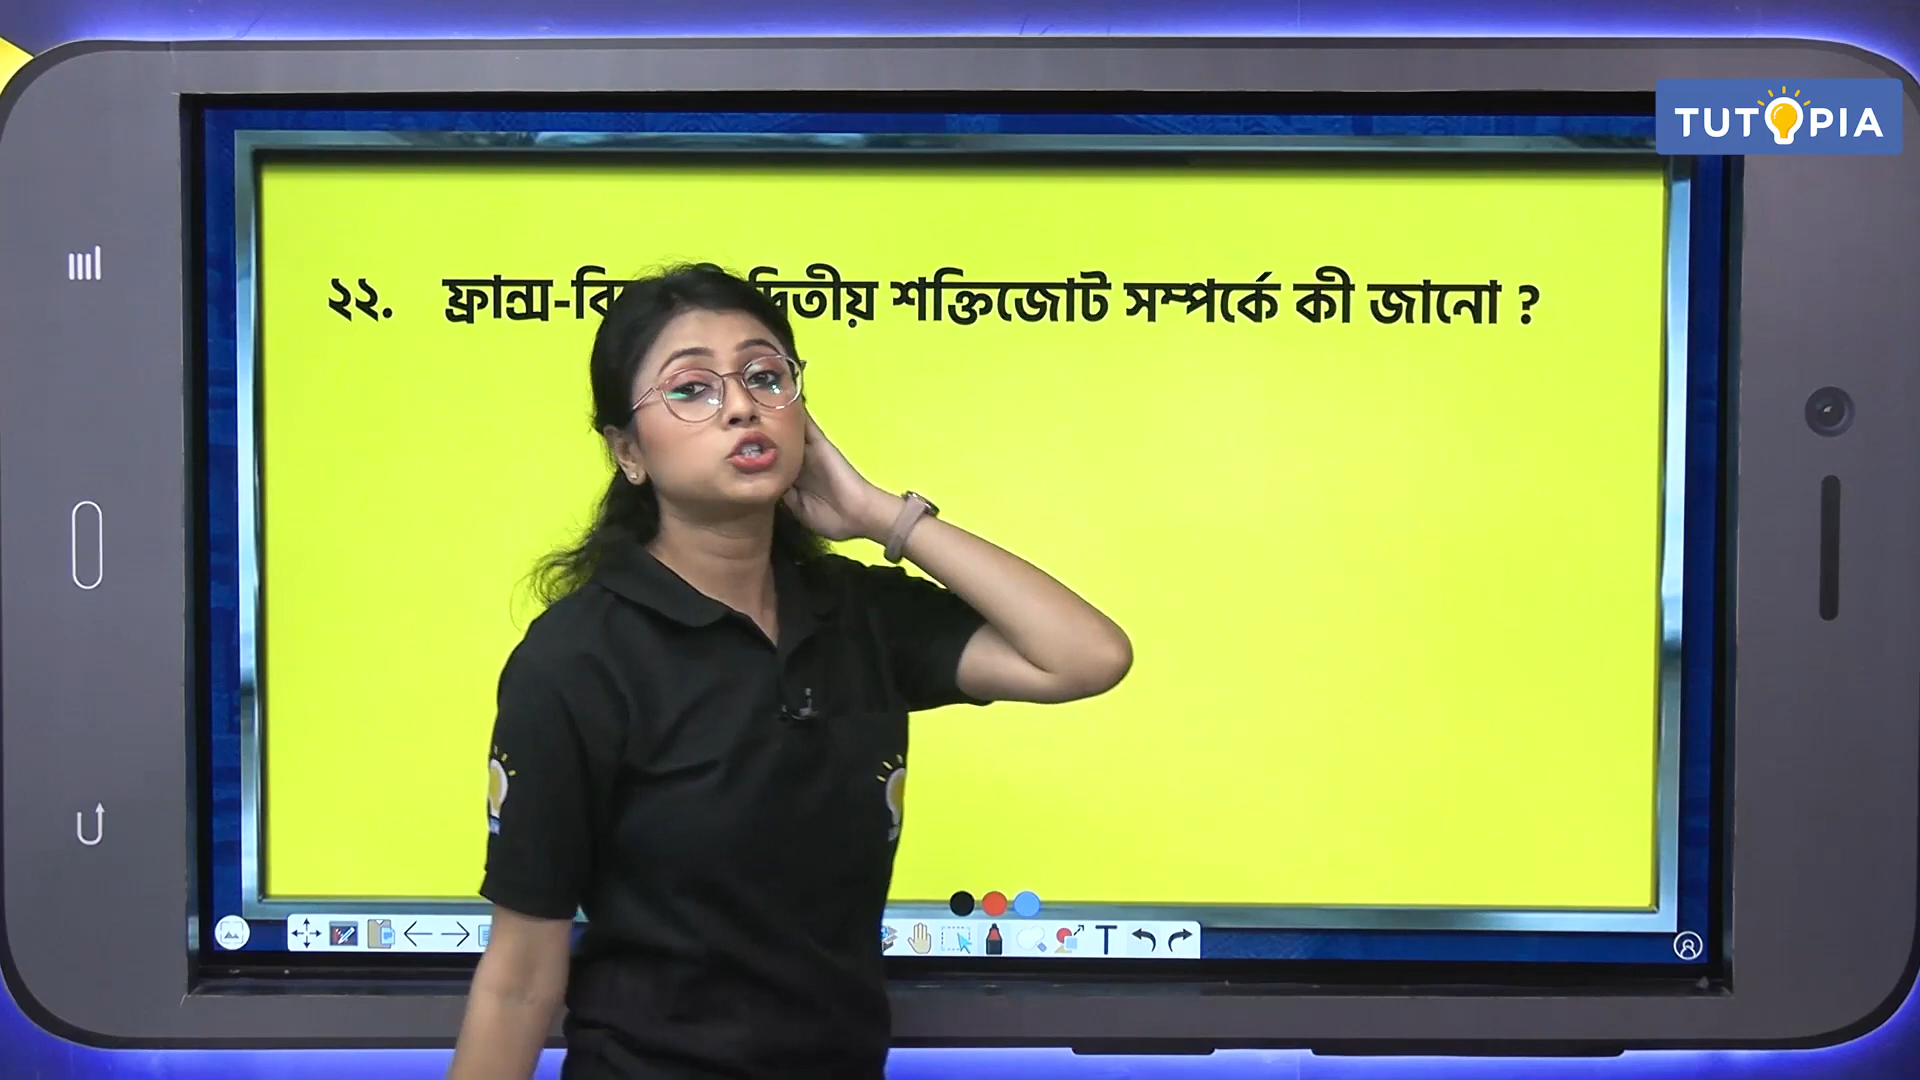 TUTOPIA
২২. ফ্রান্স-বি শক্তিজোট সম্পর্কে কী জানো ?
T